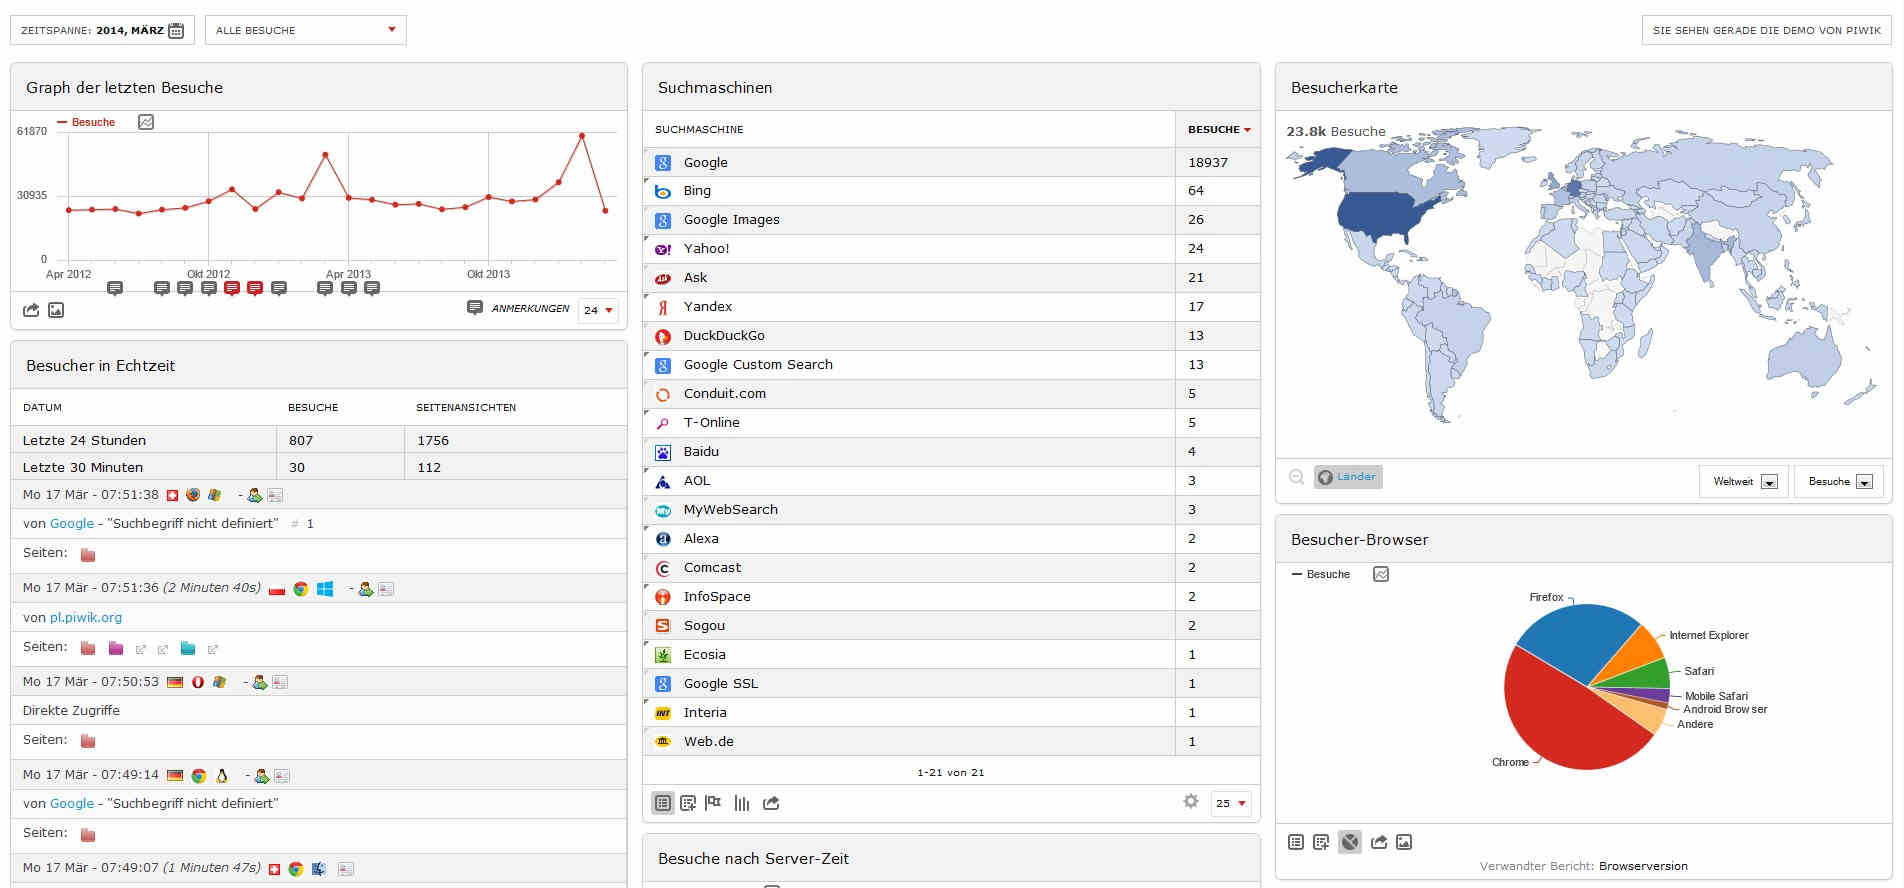 ZEITSPANNE: 2014, MÄRZ
ALLE BESUCHE
SIE SEHEN GERADE DIE DEMO VON PIWIK
Graph der letzten Besuche
Besuche
61870
30935
0
Apr 2012 Okt 2012 Apr 2013 Okt 2013
ANMERKUNGEN 24
Besucher in Echtzeit
DATUM BESUCHE SEITENANSICHTEN
Letzte 24 Stunden 807 1756
Letzte 30 Minuten 30 112
Mo 17 Mär - 07:51:38 -
von Google - "Suchbegriff nicht definiert" # 1
Seiten:
Mo 17 Mär - 07:51:36 (2 Minuten 40s) -
von pl.piwik.org
Seiten:
Mo 17 Mär - 07:50:53 -
Direkte Zugriffe
Seiten:
Mo 17 Mär - 07:49:14 -
von Google - "Suchbegriff nicht definiert"
Seiten:
Mo 17 Mär - 07:49:07 (1 Minuten 47s)
Suchmaschinen
SUCHMASCHINE BESUCHE
Google 18937
Bing 64
Google Images 26
Yahoo! 24
Ask 21
Yandex 17
DuckDuckGo 13
Google Custom Search 13
Conduit.com 5
T-Online 5
Baidu 4
AOL 3
MyWebSearch 3
Alexa 2
Comcast 2
InfoSpace 2
Sogou 2
Ecosia 1
Google SSL 1
Interia 1
Web.de 1
1-21 von 21
25
Besuche nach Server-Zeit
Besucherkarte
23.8k Besuche
Länder
Weltweit
Besuche
Besucher-Browser
Besuche
Firefox
Internet Explorer
Safari
Mobile Safari
Android Browser
Andere
Chrome
Verwandter Bericht: Browserversion